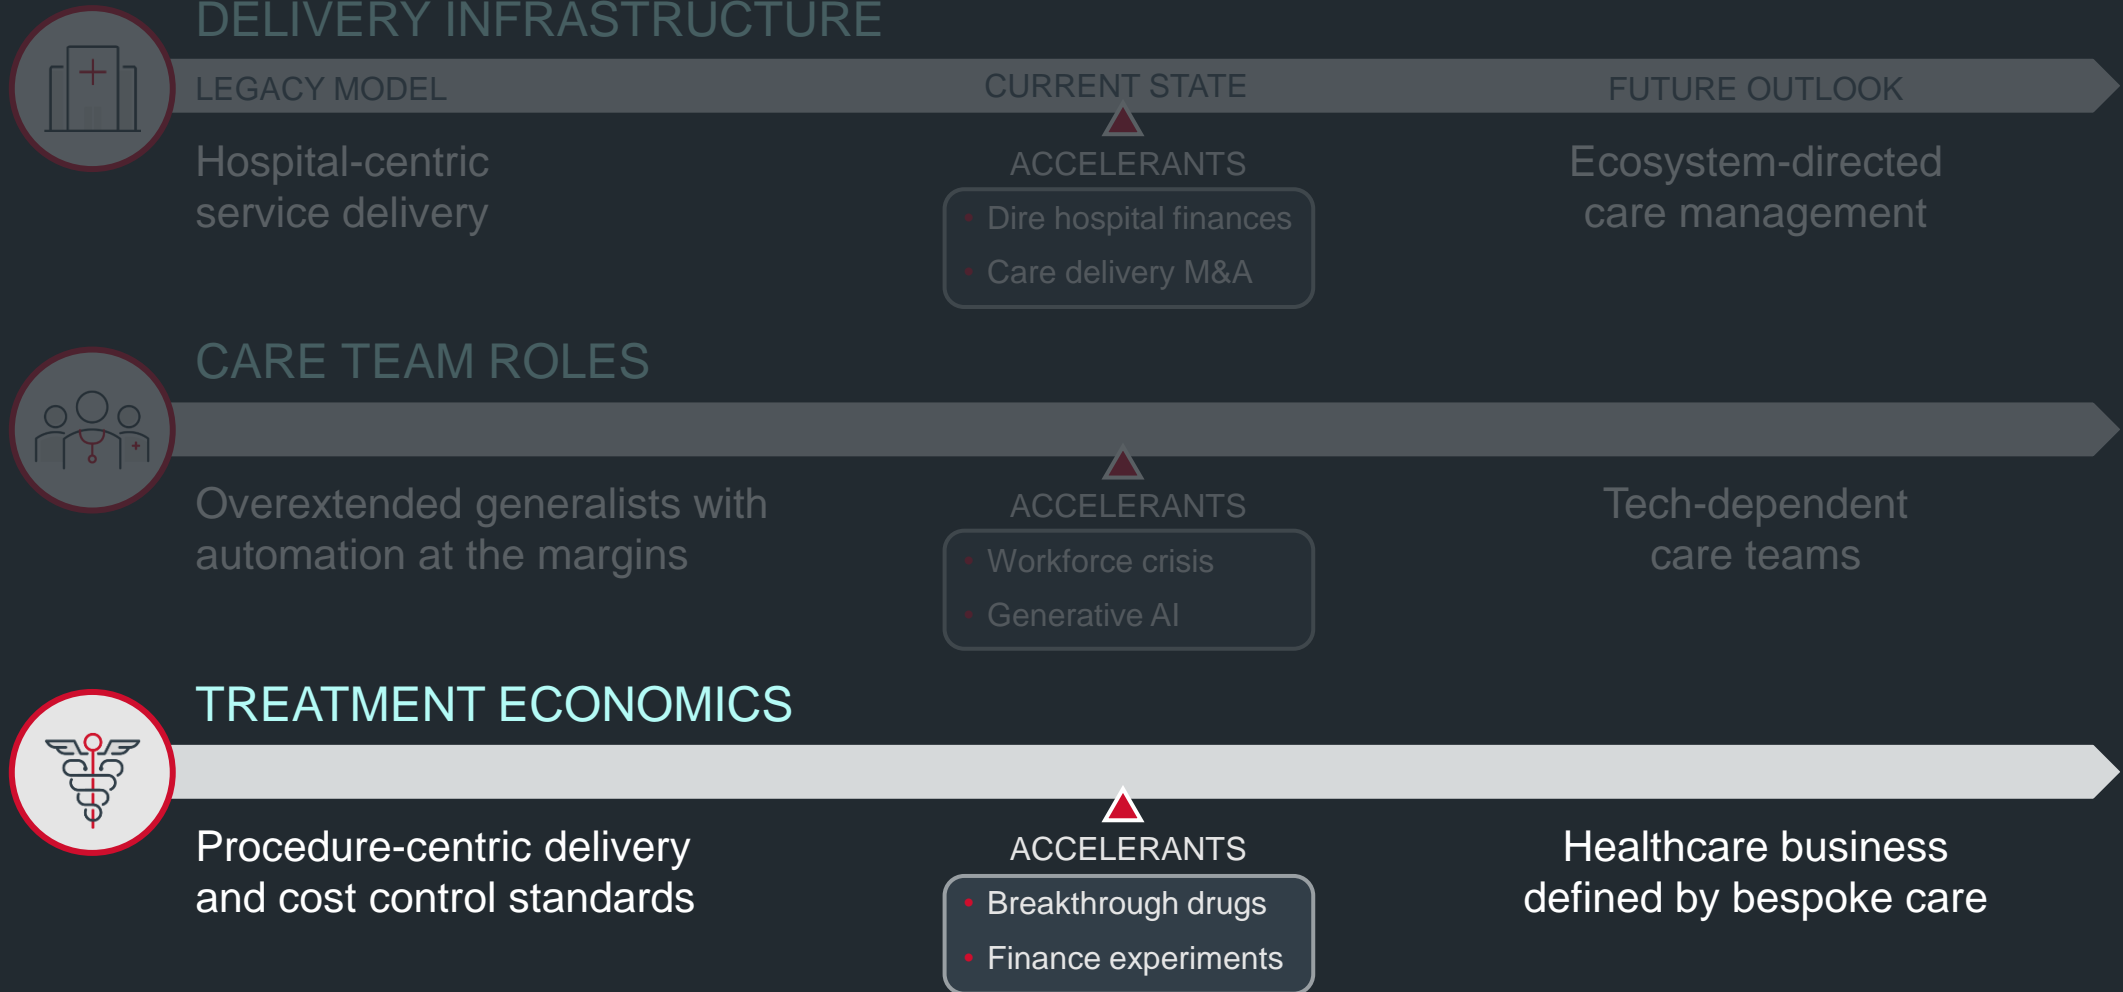 DELIVERY INFRASTRUCTURE
LEGACY MODEL
CURRENT STATE
FUTURE OUTLOOK
Hospital-centric
service delivery
ACCELERANTS
• Dire hospital finances
• Care delivery M&A
Ecosystem-directed
care management
CARE TEAM ROLES
Overextended generalists with
automation at the margins
ACCELERANTS
• Workforce crisis
• Generative AI
Tech-dependent
care teams
TREATMENT ECONOMICS
Procedure-centric delivery
and cost control standards
ACCELERANTS
• Breakthrough drugs
• Finance experiments
Healthcare business
defined by bespoke care